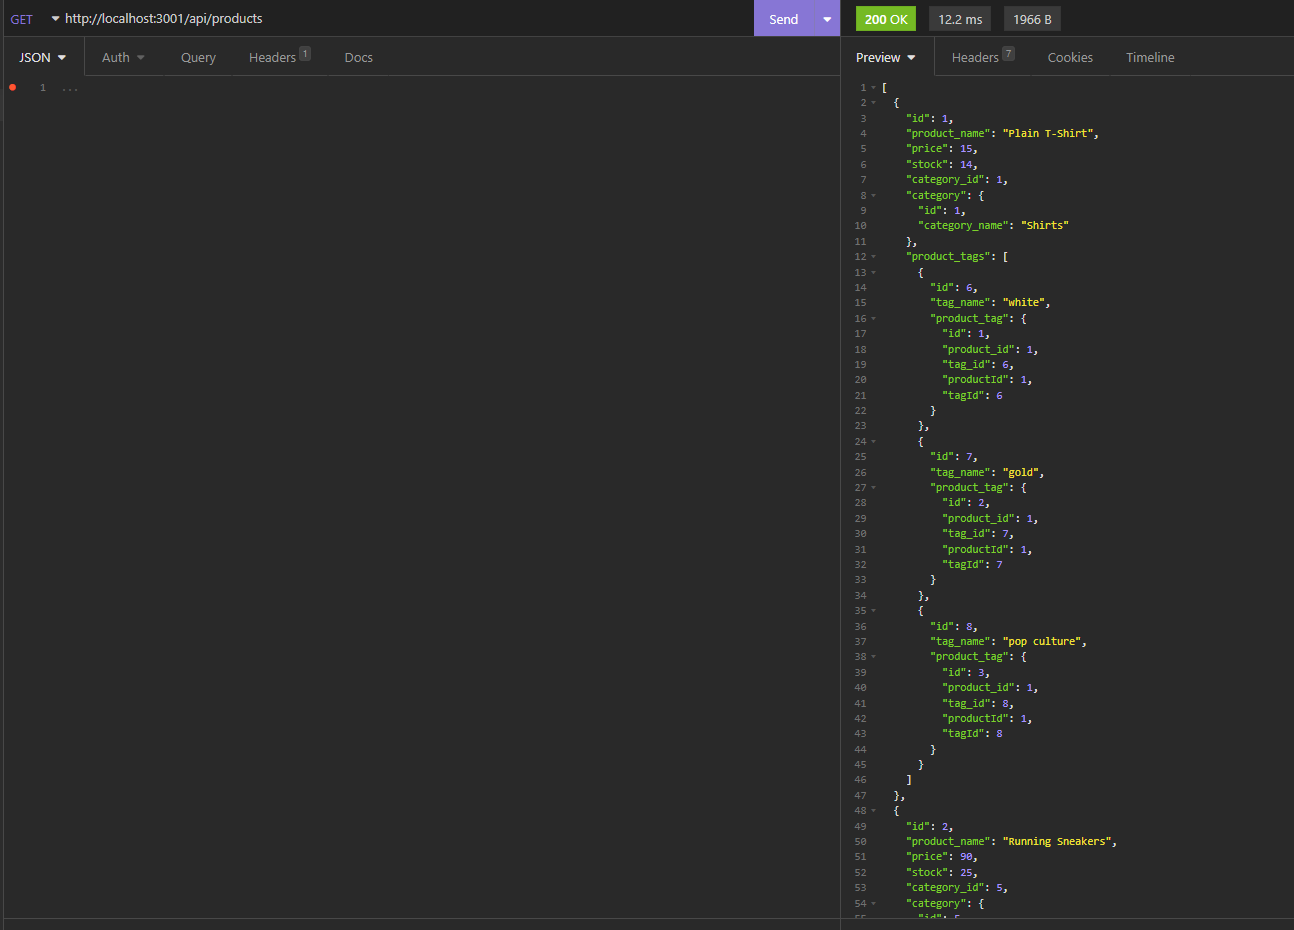 GET http://localhost:3001/api/products Send 200 OK 12.2 ms 1966 B
JSON Auth Query Headers 1 Docs Preview Headers 7 Cookies Timeline
1 ...
1 [
2 {
3 "id": 1,
4 "product_name": "Plain T-Shirt",
5 "price": 15,
6 "stock": 14,
7 "category_id": 1,
8 "category": {
9 "id": 1,
10 "category_name": "Shirts"
11 },
12 "product_tags": [
13 {
14 "id": 6,
15 "tag_name": "white",
16 "product_tag": {
17 "id": 1,
18 "product_id": 1,
19 "tag_id": 6,
20 "productId": 1,
21 "tagId": 6
22 }
23 },
24 {
25 "id": 7,
26 "tag_name": "gold",
27 "product_tag": {
28 "id": 2,
29 "product_id": 1,
30 "tag_id": 7,
31 "productId": 1,
32 "tagId": 7
33 }
34 },
35 {
36 "id": 8,
37 "tag_name": "pop culture",
38 "product_tag": {
39 "id": 3,
40 "product_id": 1,
41 "tag_id": 8,
42 "productId": 1,
43 "tagId": 8
44 }
45 }
46 ]
47 },
48 {
49 "id": 2,
50 "product_name": "Running Sneakers",
51 "price": 90,
52 "stock": 25,
53 "category_id": 5,
54 "category": {
55 "id": 5